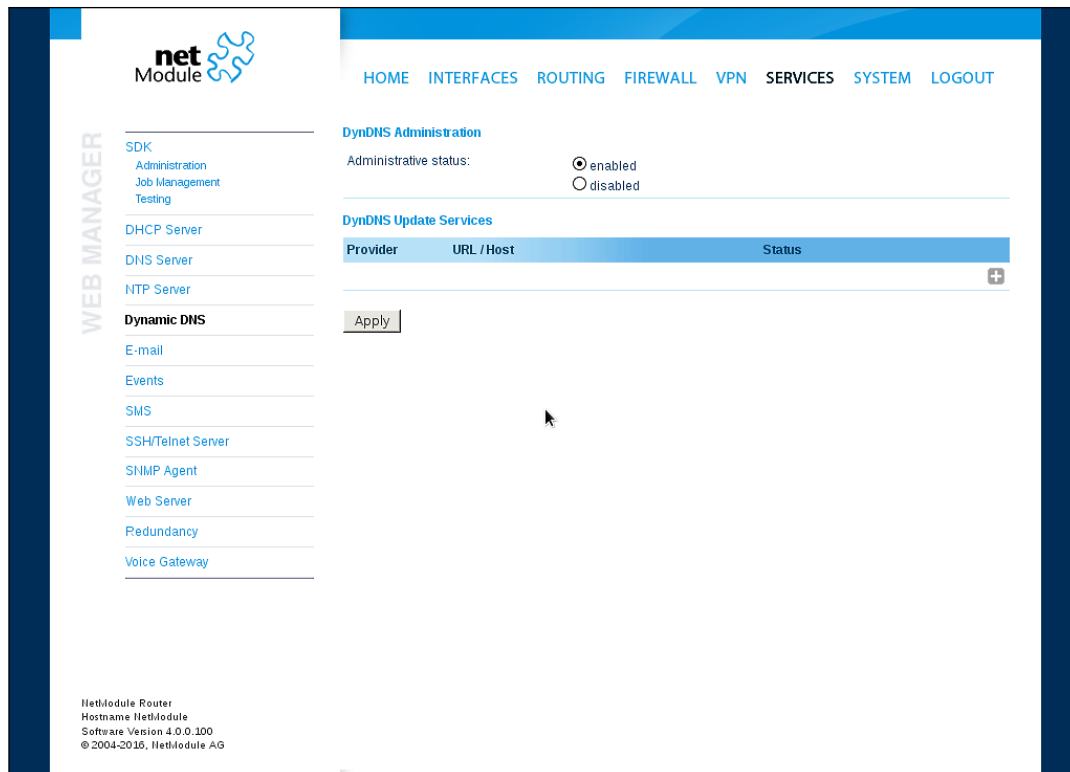 net
Module
HOME INTERFACES ROUTING FIREWALL VPN SERVICES SYSTEM LOGOUT
WEB MANAGER
SDK
Administration
Job Management
Testing
DHCP Server
DNS Server
NTP Server
Dynamic DNS
E-mail
Events
SMS
SSH/Telnet Server
SNMP Agent
Web Server
Redundancy
Voice Gateway
DynDNS Administration
Administrative status:
enabled
disabled
DynDNS Update Services
Provider URL / Host Status
Apply
NetModule Router
Hostname NetModule
Software Version 4.0.0.100
© 2004-2016, NetModule AG